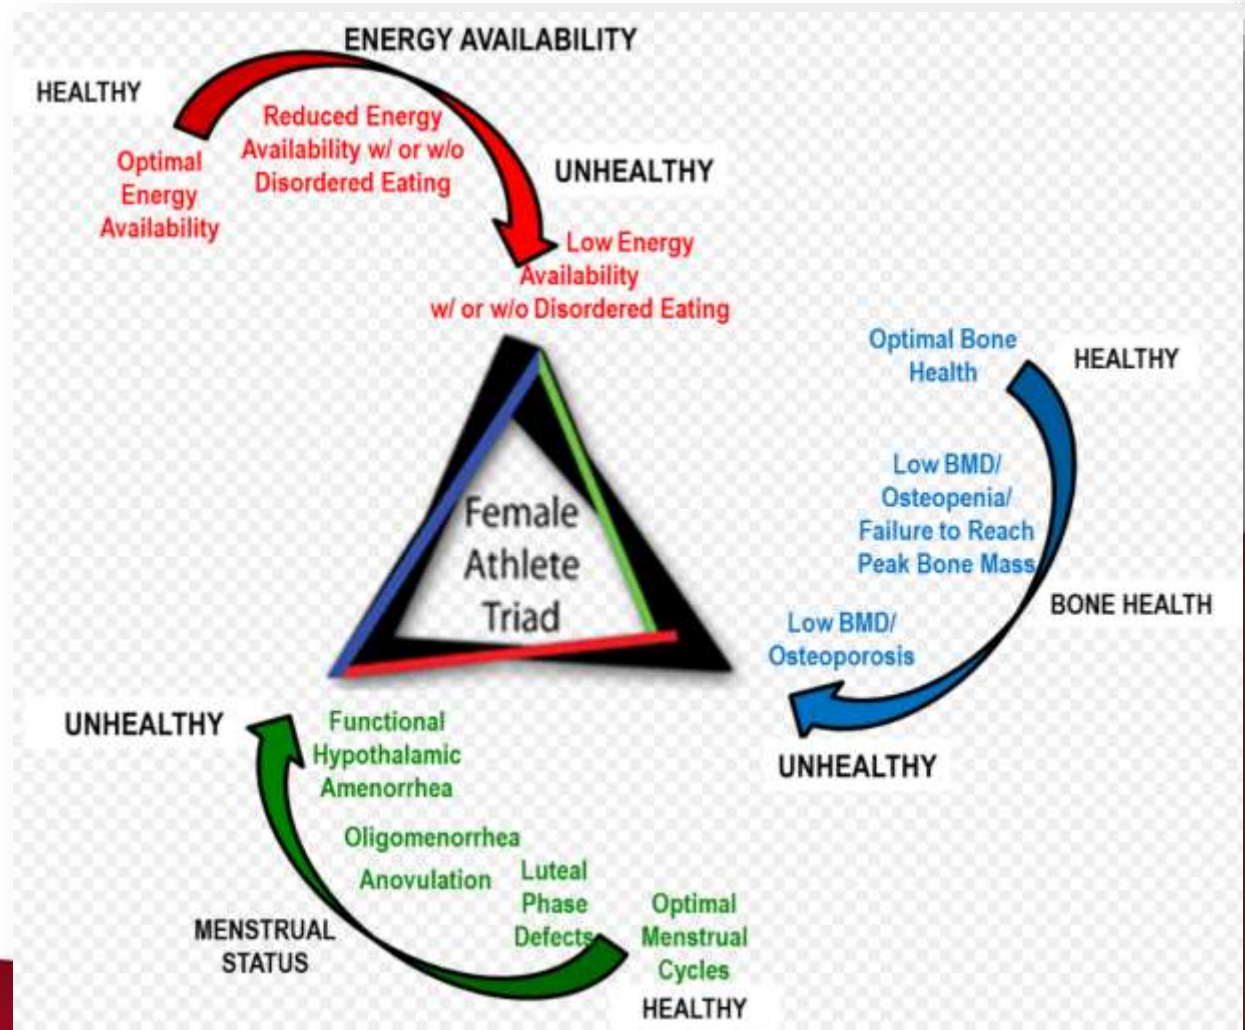 ENERGY AVAILABILITY
HEALTHY
Reduced Energy
Availability w/ or w/o
Disordered Eating
Optimal
Energy
Availability
UNHEALTHY
Low Energy
Availability
w/ or w/o Disordered Eating
Optimal Bone
Health
HEALTHY
Low BMD/
Osteopenia/
Failure to Reach
Peak Bone Mass
BONE HEALTH
Low BMD/
Osteoporosis
UNHEALTHY
Female
Athlete
Triad
UNHEALTHY
Functional
Hypothalamic
Amenorrhea
Oligomenorrhea
Anovulation
Luteal
Phase
Defects
Optimal
Menstrual
Cycles
HEALTHY
MENSTRUAL
STATUS